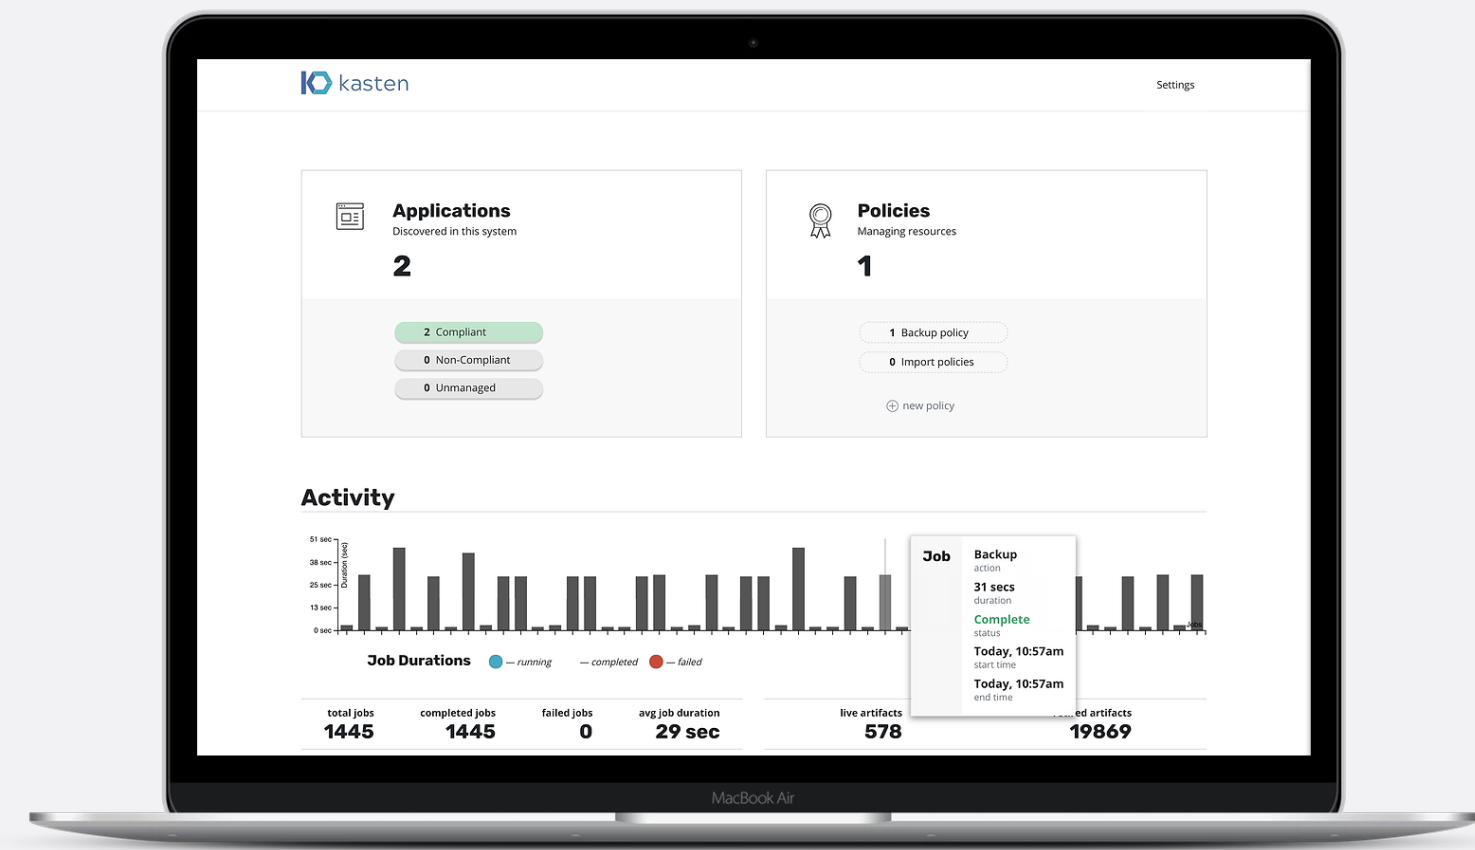 kasten
Settings
Applications
Discovered in this system
2
2 Compliant
0 Non-Compliant
0 Unmanaged
Policies
Managing resources
1
1 Backup policy
0 Import policies
new policy
Activity
51 sec
38 sec
25 sec
13 sec
0 sec
Duration (sec)
Jobs
Job
Backup
action
31 secs
duration
Complete
status
Today, 10:57am
start time
Today, 10:57am
end time
Job Durations
— running
— completed
— failed
total jobs
1445
completed jobs
1445
failed jobs
0
avg job duration
29 sec
live artifacts
578
artifacts
19869
MacBook Air